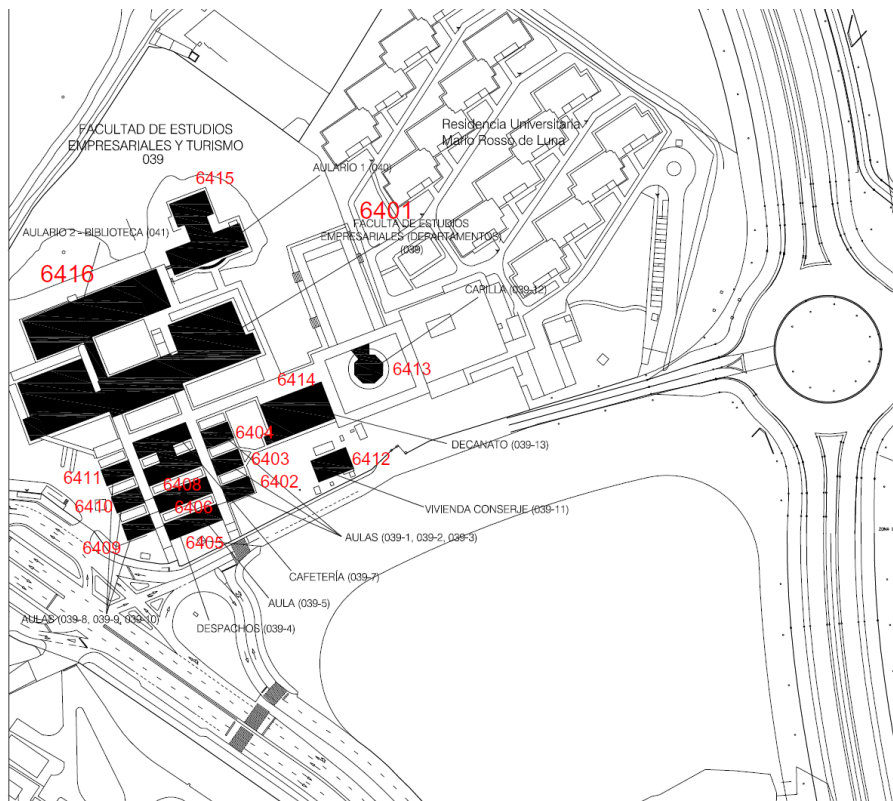 FACULTAD DE ESTUDIOS
EMPRESARIALES Y TURISMO
039
Residencia Universitaria
Mario Rosso de Luna
AULARIO 1 (040)
6415
6401
FACULTA DE ESTUDIOS
EMPRESARIALES (DEPARTAMENTOS)
(039)
AULARIO 2 - BIBLIOTECA (041)
6416
CAPILLA (039-12)
6413
6414
6404
DECANATO (039-13)
6403
6412
6411
6402
6408
6410
6406
VIVIENDA CONSERJE (039-11)
6405
6409
AULAS (039-1, 039-2, 039-3)
CAFETERÍA (039-7)
AULA (039-5)
AULAS (039-8, 039-9, 039-10)
DESPACHOS (039-4)